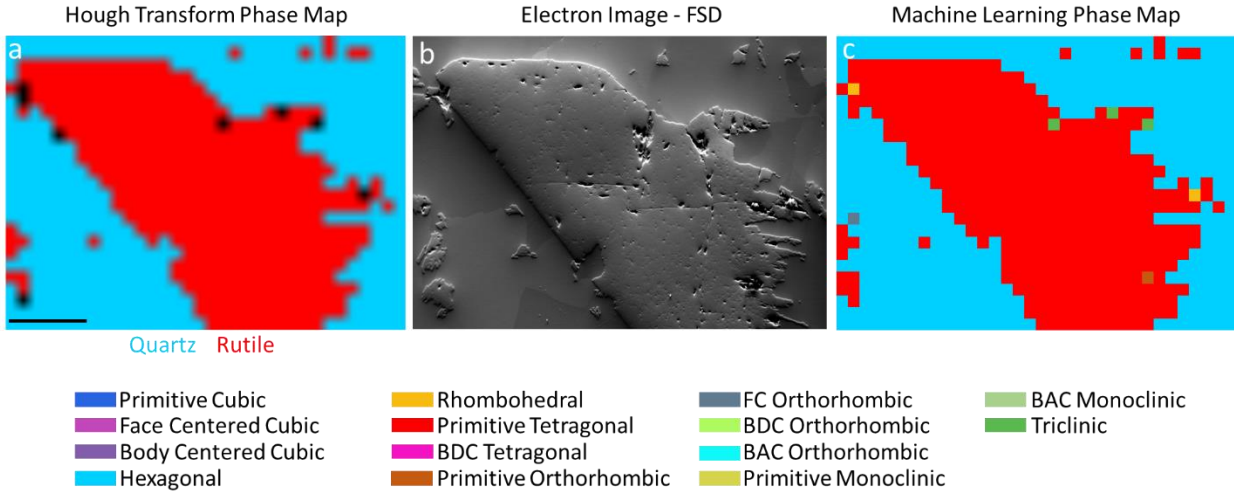 Hough Transform Phase Map
Electron Image - FSD
Machine Learning Phase Map
a
b
c
Quartz Rutile
Primitive Cubic
Face Centered Cubic
Body Centered Cubic
Hexagonal
Rhombohedral
Primitive Tetragonal
BDC Tetragonal
Primitive Orthorhombic
FC Orthorhombic
BDC Orthorhombic
BAC Orthorhombic
Primitive Monoclinic
BAC Monoclinic
Triclinic